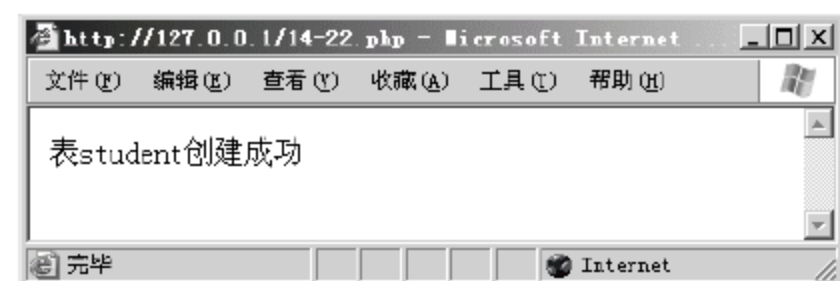 http://127.0.0.1/14-22.php - Microsoft Internet ...
文件(F) 编辑(E) 查看(V) 收藏(A) 工具(T) 帮助(H)
表student创建成功
完毕 Internet